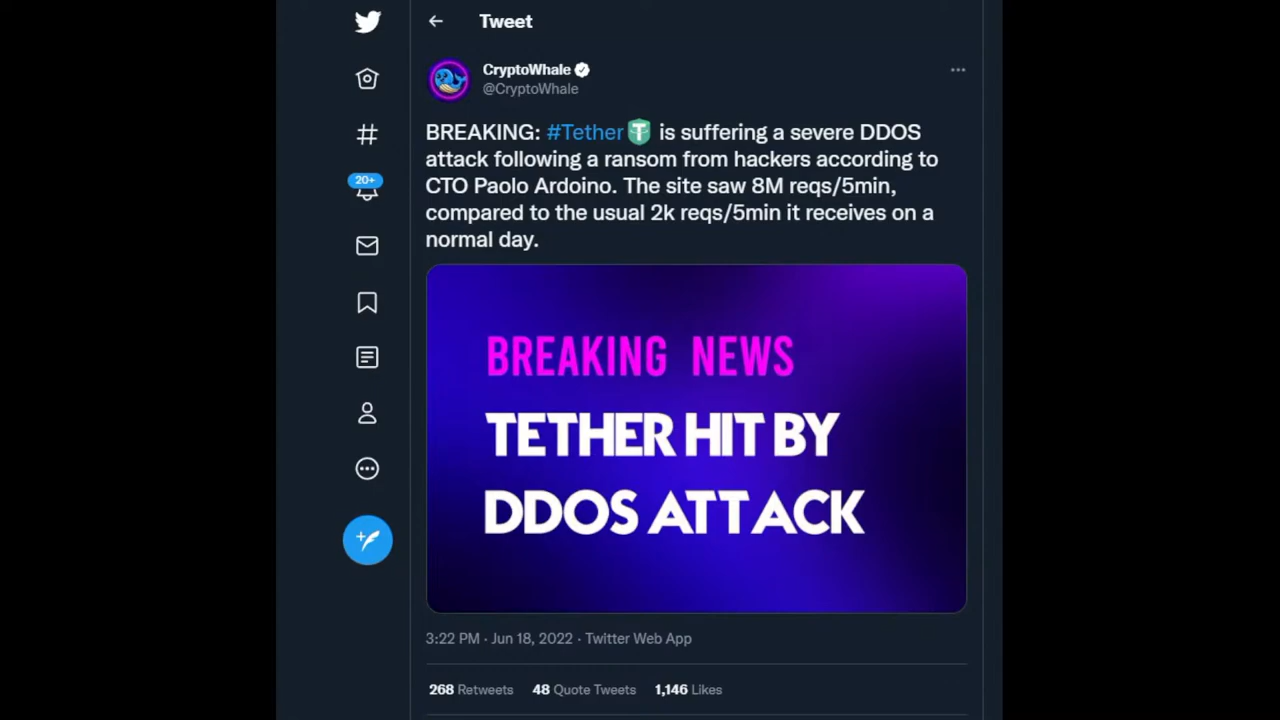 Tweet
CryptoWhale
@CryptoWhale
BREAKING: #Tether is suffering a severe DDOS
attack following a ransom from hackers according to
CTO Paolo Ardoino. The site saw 8M reqs/5min,
compared to the usual 2k reqs/5min it receives on a
normal day.
20+
BREAKING NEWS
TETHER HIT BY
DDOS ATTACK
3:22 PM · Jun 18, 2022 · Twitter Web App
268 Retweets 48 Quote Tweets 1,146 Likes